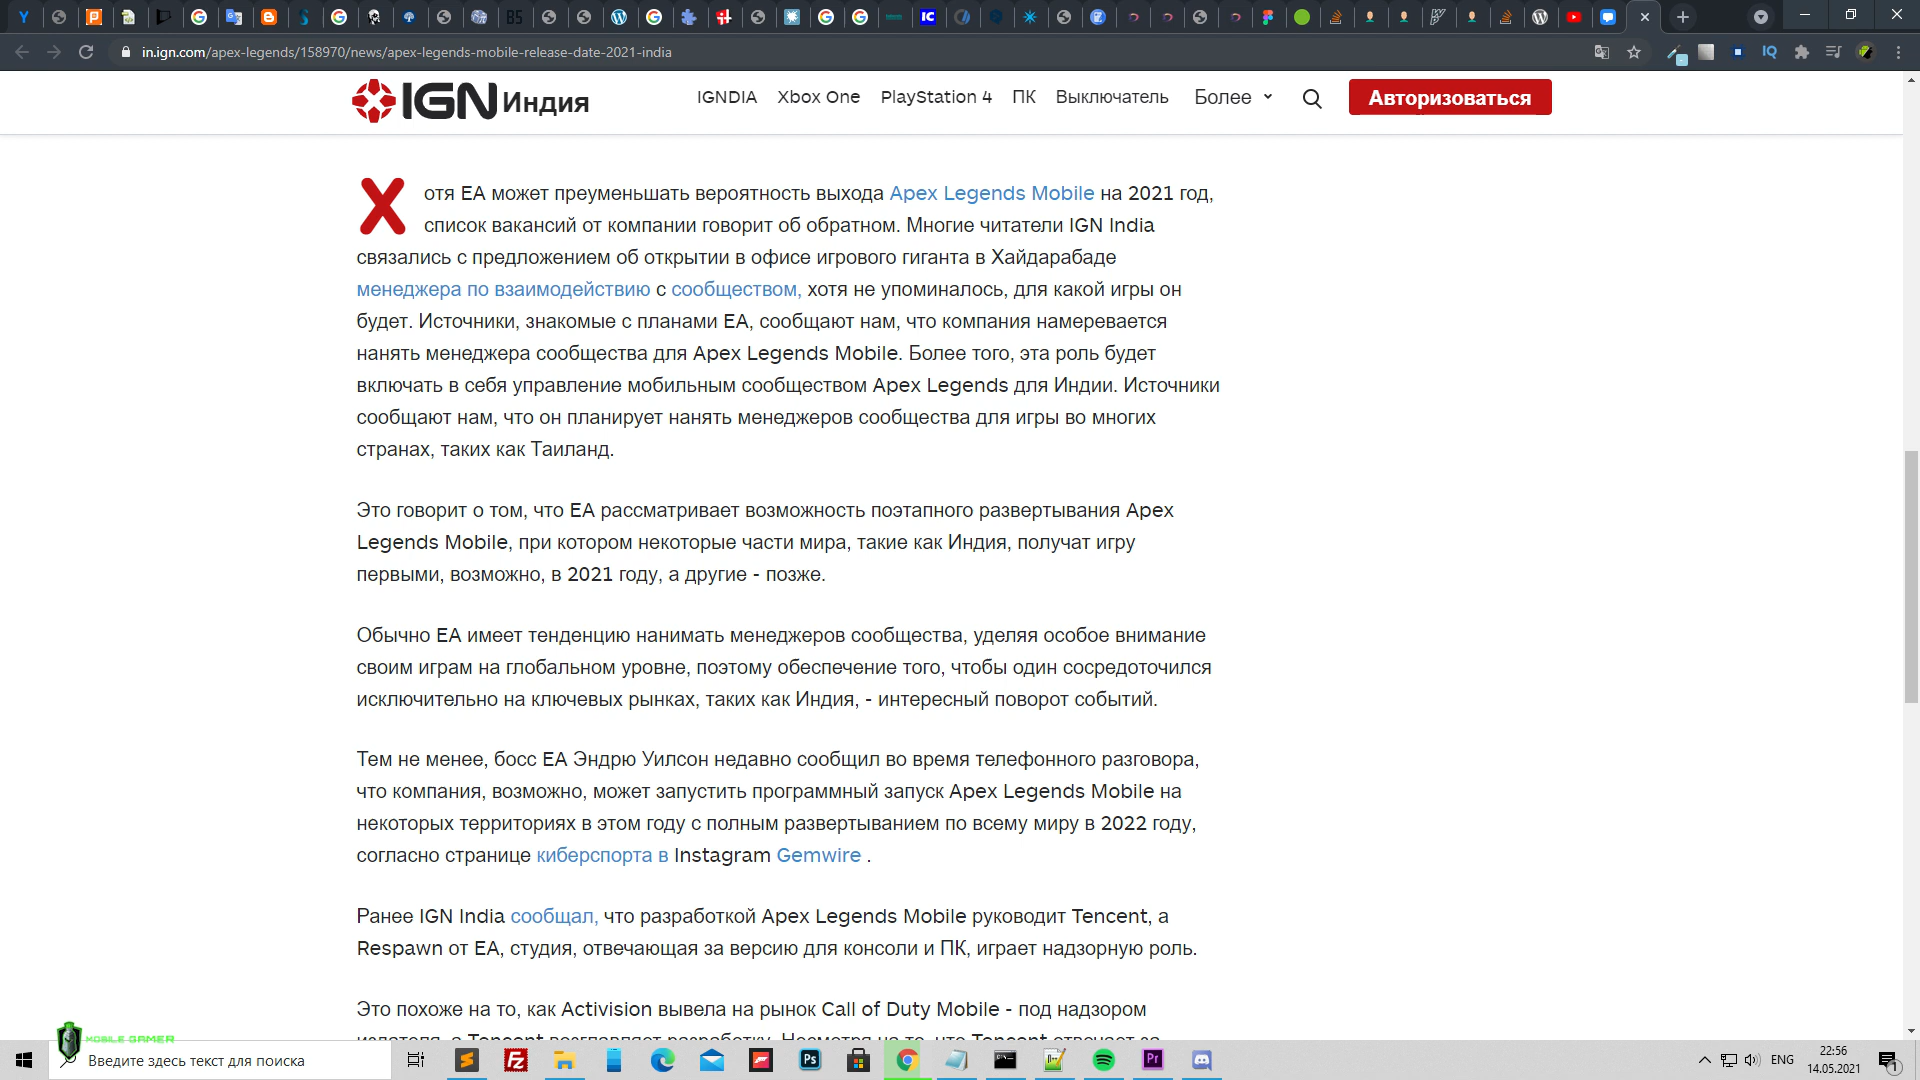 in.ign.com/apex-legends/158970/news/apex-legends-mobile-release-date-2021-india
IGN Индия
IGNDIA Xbox One PlayStation 4 ПК Выключатель Более Авторизоваться
Хотя EA может преуменьшать вероятность выхода Apex Legends Mobile на 2021 год,
список вакансий от компании говорит об обратном. Многие читатели IGN India
связались с предложением об открытии в офисе игрового гиганта в Хайдарабаде
менеджера по взаимодействию с сообществом, хотя не упоминалось, для какой игры он
будет. Источники, знакомые с планами EA, сообщают нам, что компания намеревается
нанять менеджера сообщества для Apex Legends Mobile. Более того, эта роль будет
включать в себя управление мобильным сообществом Apex Legends для Индии. Источники
сообщают нам, что он планирует нанять менеджеров сообщества для игры во многих
странах, таких как Таиланд.
Это говорит о том, что EA рассматривает возможность поэтапного развертывания Apex
Legends Mobile, при котором некоторые части мира, такие как Индия, получат игру
первыми, возможно, в 2021 году, а другие - позже.
Обычно EA имеет тенденцию нанимать менеджеров сообщества, уделяя особое внимание
своим играм на глобальном уровне, поэтому обеспечение того, чтобы один сосредоточился
исключительно на ключевых рынках, таких как Индия, - интересный поворот событий.
Тем не менее, босс EA Эндрю Уилсон недавно сообщил во время телефонного разговора,
что компания, возможно, может запустить программный запуск Apex Legends Mobile на
некоторых территориях в этом году с полным развертыванием по всему миру в 2022 году,
согласно странице киберспорта в Instagram Gemwire .
Ранее IGN India сообщал, что разработкой Apex Legends Mobile руководит Tencent, а
Respawn от EA, студия, отвечающая за версию для консоли и ПК, играет надзорную роль.
Это похоже на то, как Activision вывела на рынок Call of Duty Mobile - под надзором
издателя, а Tencent возглавляет разработку. Несмотря на то, что Tencent отвечает за
MOBILE GAMER
Введите здесь текст для поиска
ENG
22:56
14.05.2021